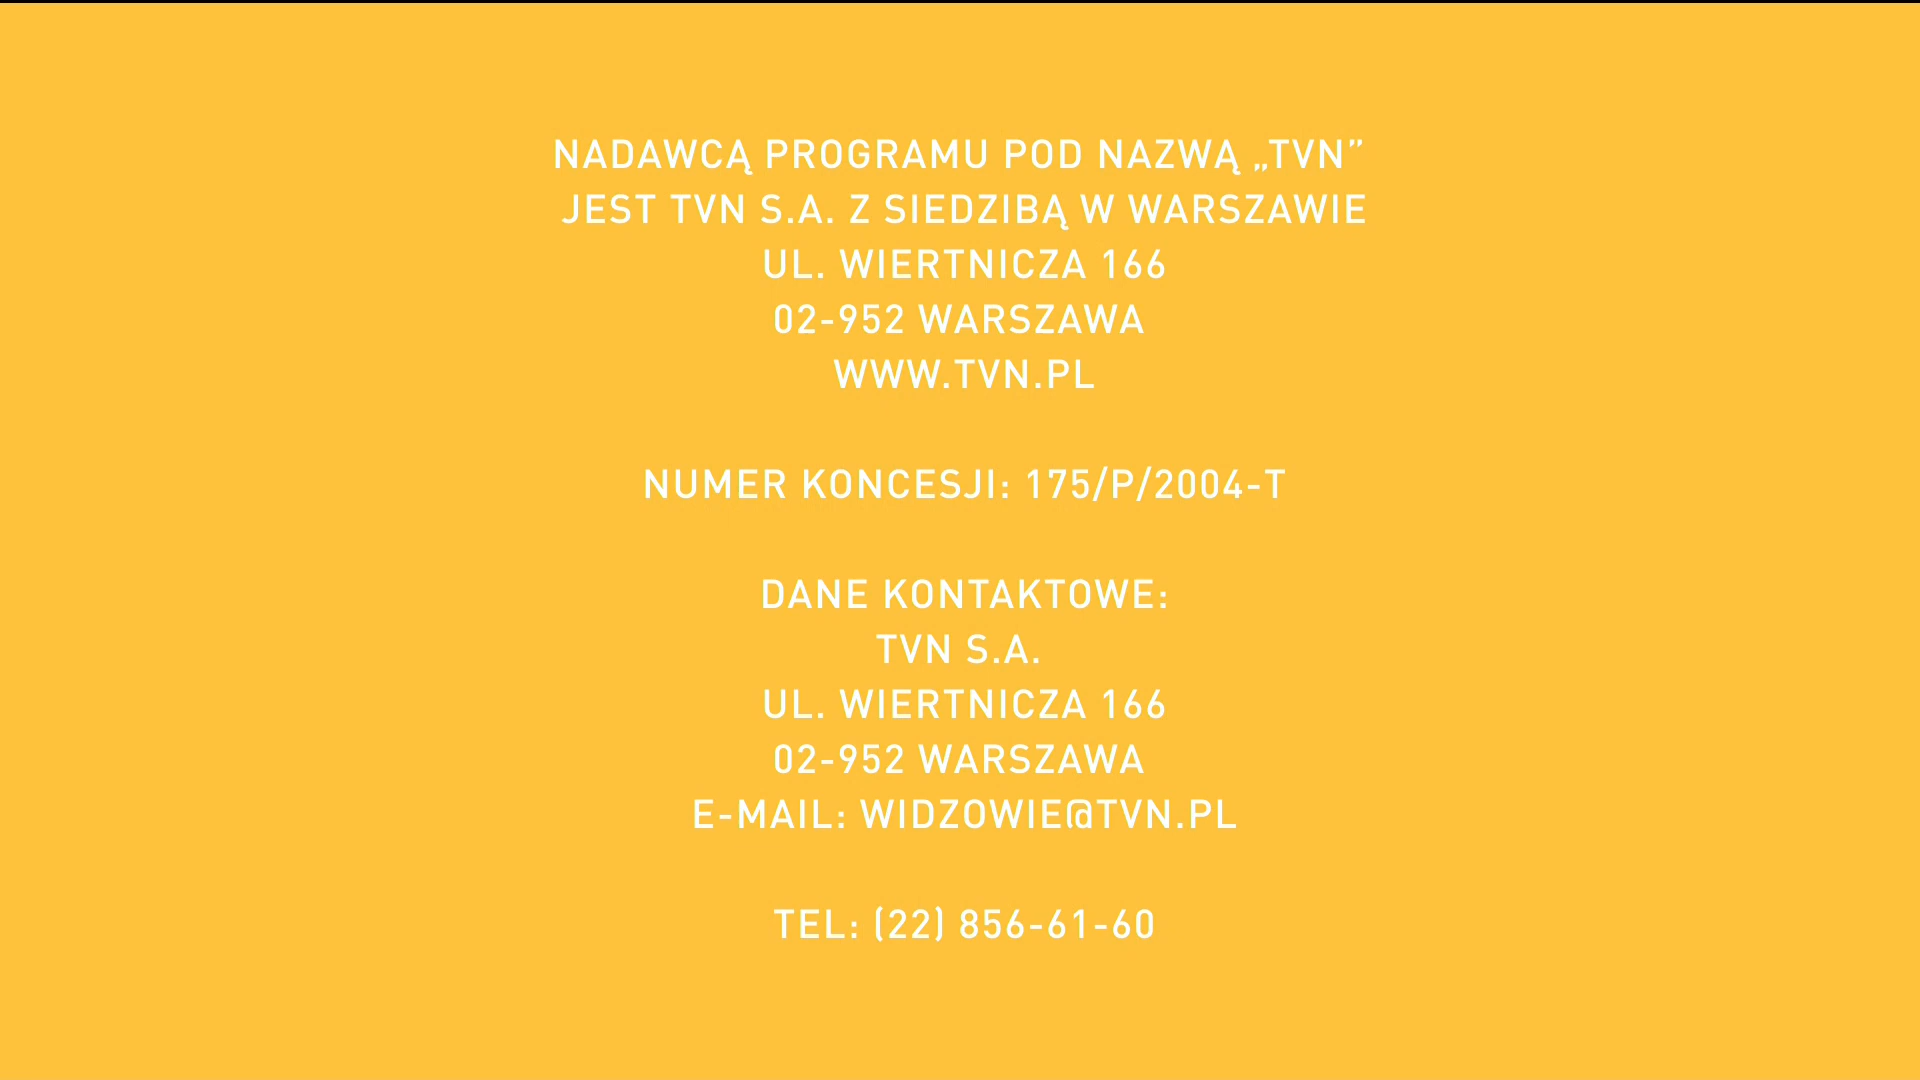 NADAWCĄ PROGRAMU POD NAZWĄ „TVN”
JEST TVN S.A. Z SIEDZIBĄ W WARSZAWIE
UL. WIERTNICZA 166
02-952 WARSZAWA
WWW.TVN.PL
NUMER KONCESJI: 175/P/2004-T
DANE KONTAKTOWE:
TVN S.A.
UL. WIERTNICZA 166
02-952 WARSZAWA
E-MAIL: WIDZOWIE@TVN.PL
TEL: (22) 856-61-60